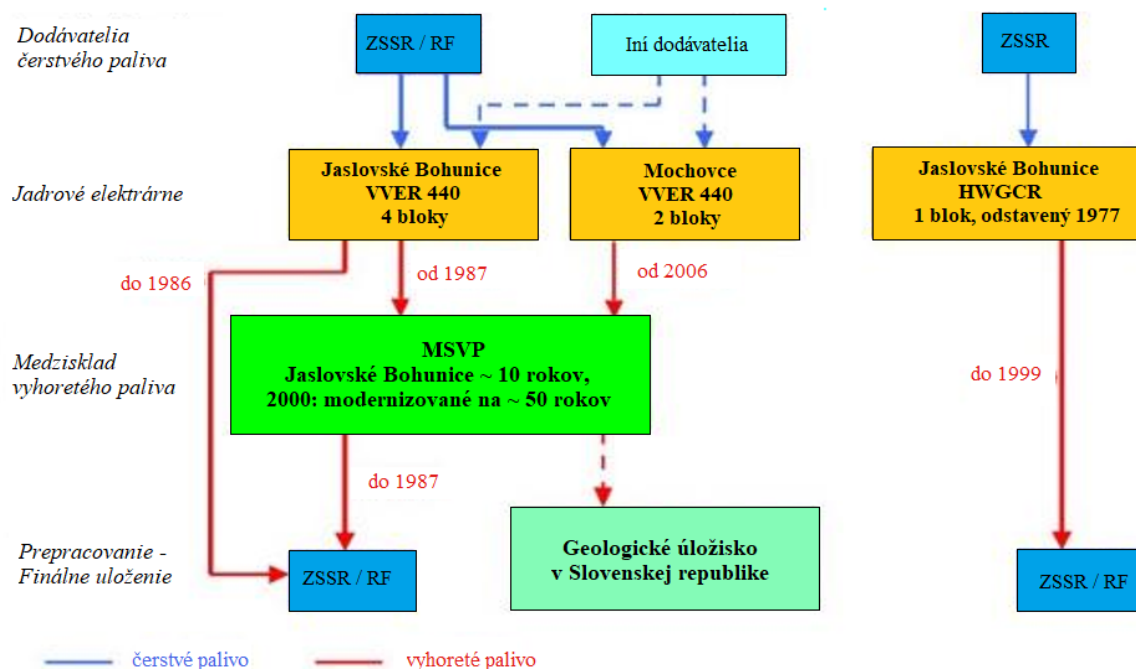 Dodávatelia
čerstvého paliva
ZSSR / RF
Iní dodávatelia
ZSSR
Jadrové elektrárne
Jaslovské Bohunice
VVER 440
4 bloky
Mochovce
VVER 440
2 bloky
Jaslovské Bohunice
HWGCR
1 blok, odstavený 1977
do 1986
od 1987
od 2006
do 1999
Medzisklad
vyhoretého paliva
MSVP
Jaslovské Bohunice ~ 10 rokov,
2000: modernizované na ~ 50 rokov
do 1987
Prepracovanie -
Finálne uloženie
ZSSR / RF
Geologické úložisko
v Slovenskej republike
ZSSR / RF
čerstvé palivo
vyhoreté palivo